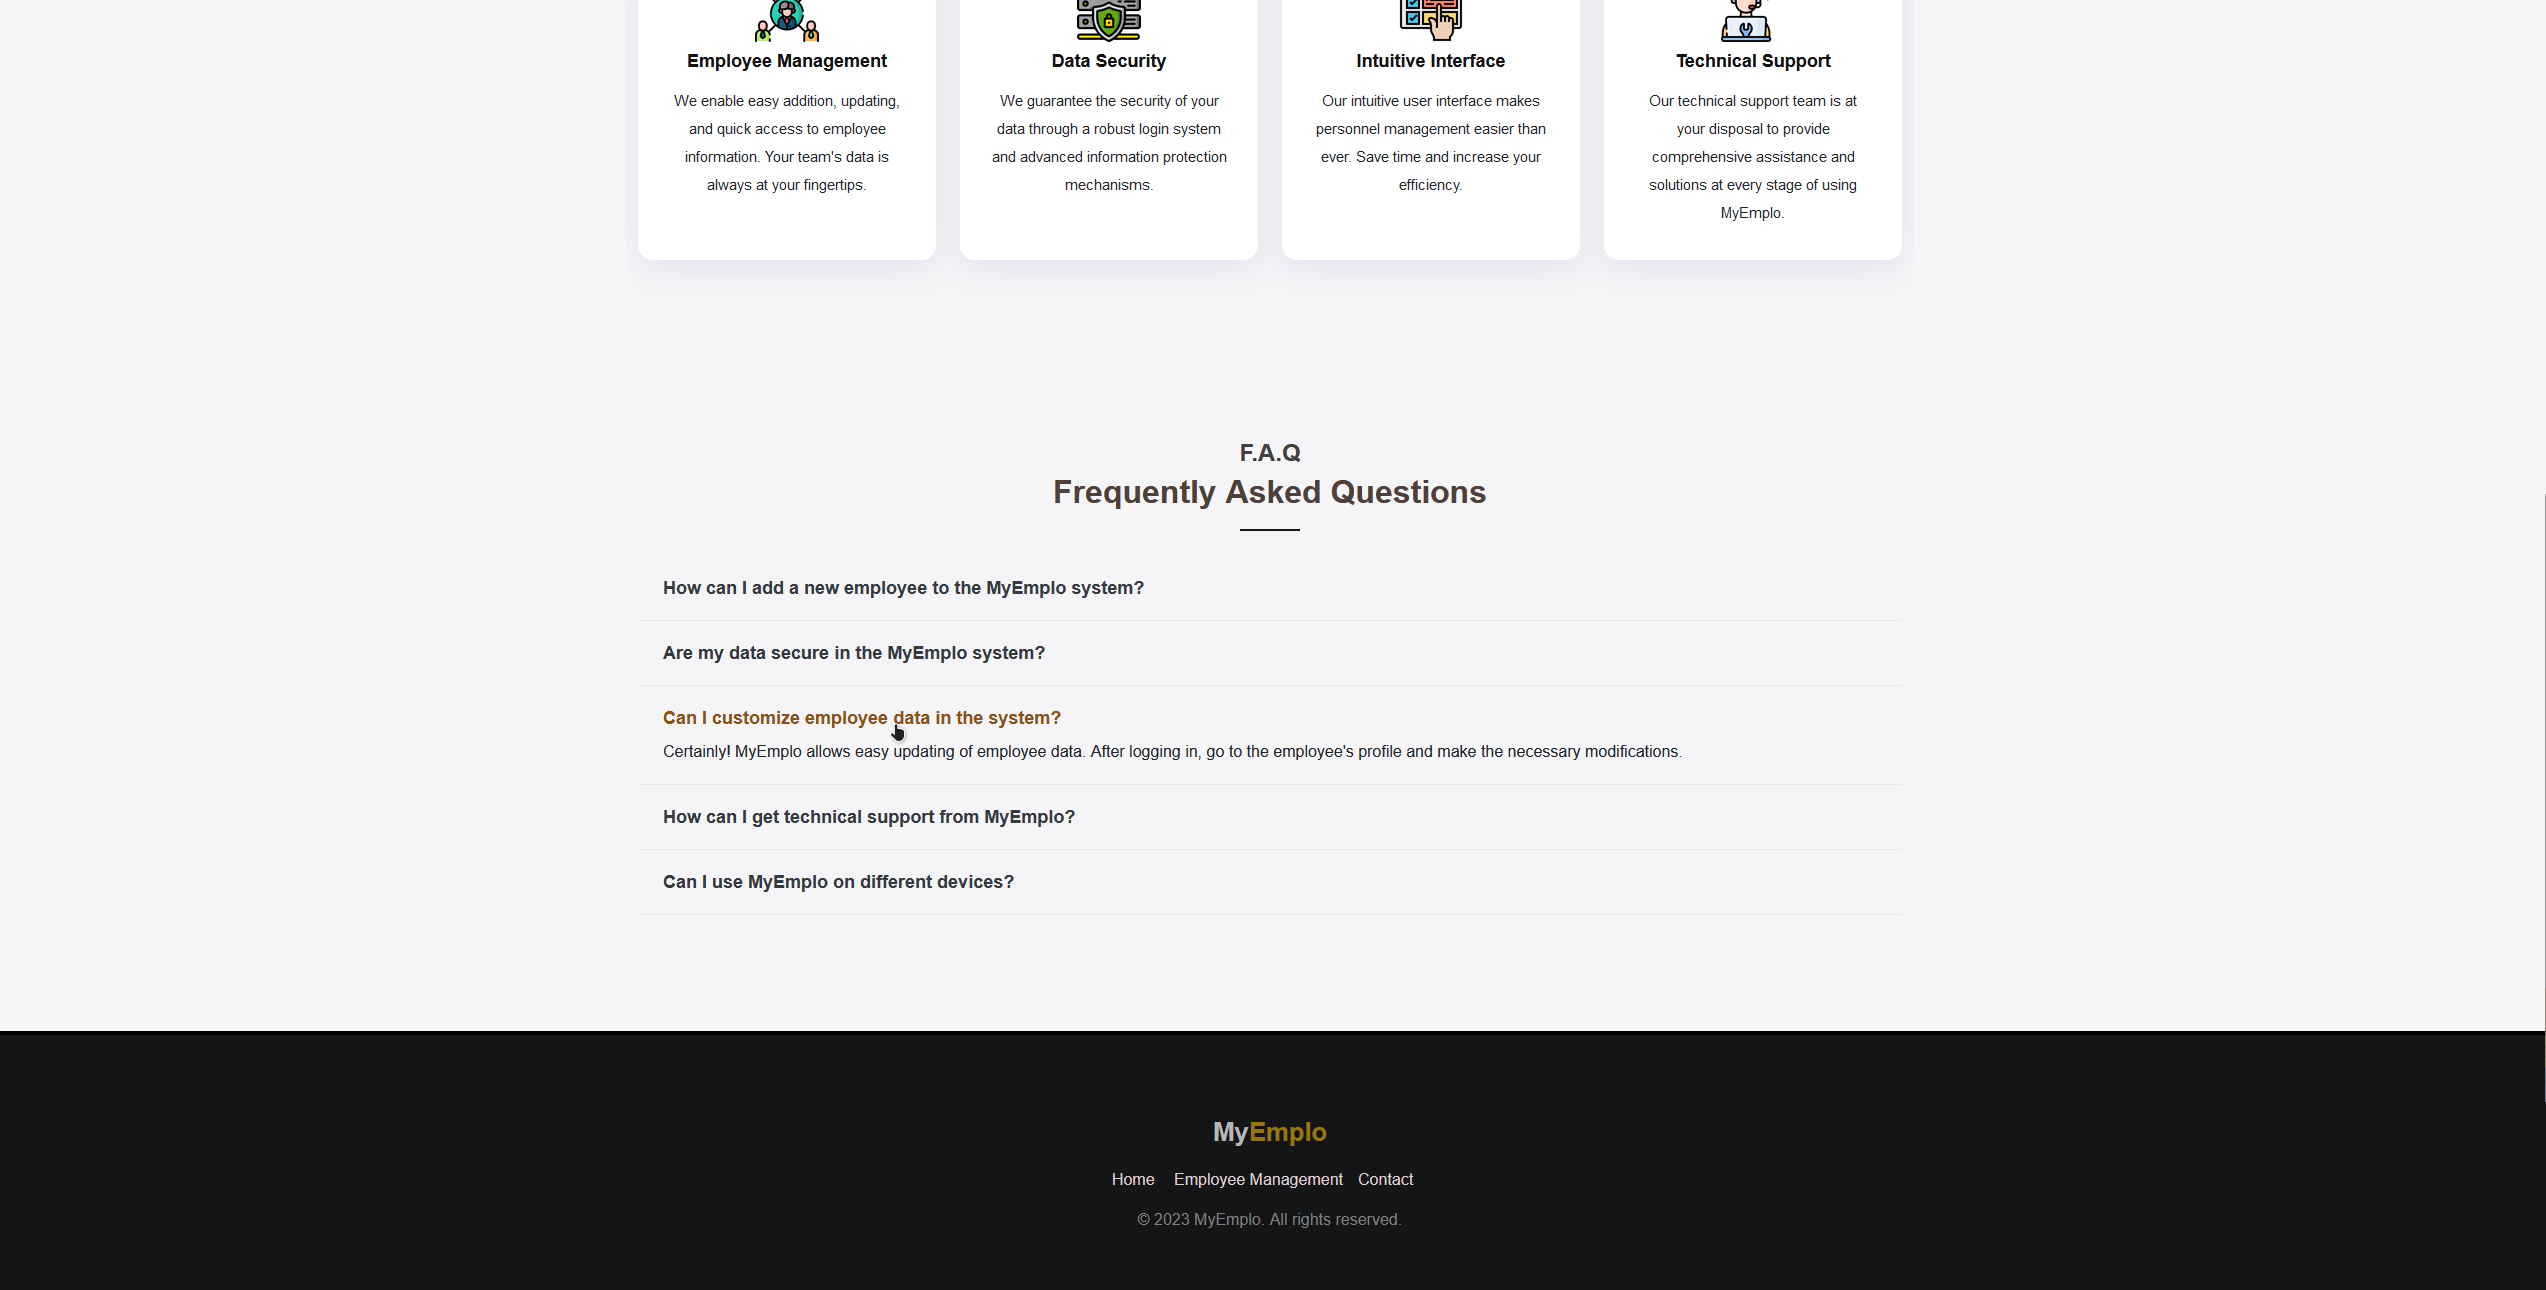 Employee Management
We enable easy addition, updating,
and quick access to employee
information. Your team's data is
always at your fingertips.
Data Security
We guarantee the security of your
data through a robust login system
and advanced information protection
mechanisms.
Intuitive Interface
Our intuitive user interface makes
personnel management easier than
ever. Save time and increase your
efficiency.
Technical Support
Our technical support team is at
your disposal to provide
comprehensive assistance and
solutions at every stage of using
MyEmplo.
F.A.Q
Frequently Asked Questions
How can I add a new employee to the MyEmplo system?
Are my data secure in the MyEmplo system?
Can I customize employee data in the system?
Certainly! MyEmplo allows easy updating of employee data. After logging in, go to the employee's profile and make the necessary modifications.
How can I get technical support from MyEmplo?
Can I use MyEmplo on different devices?
MyEmplo
Home Employee Management Contact
© 2023 MyEmplo. All rights reserved.